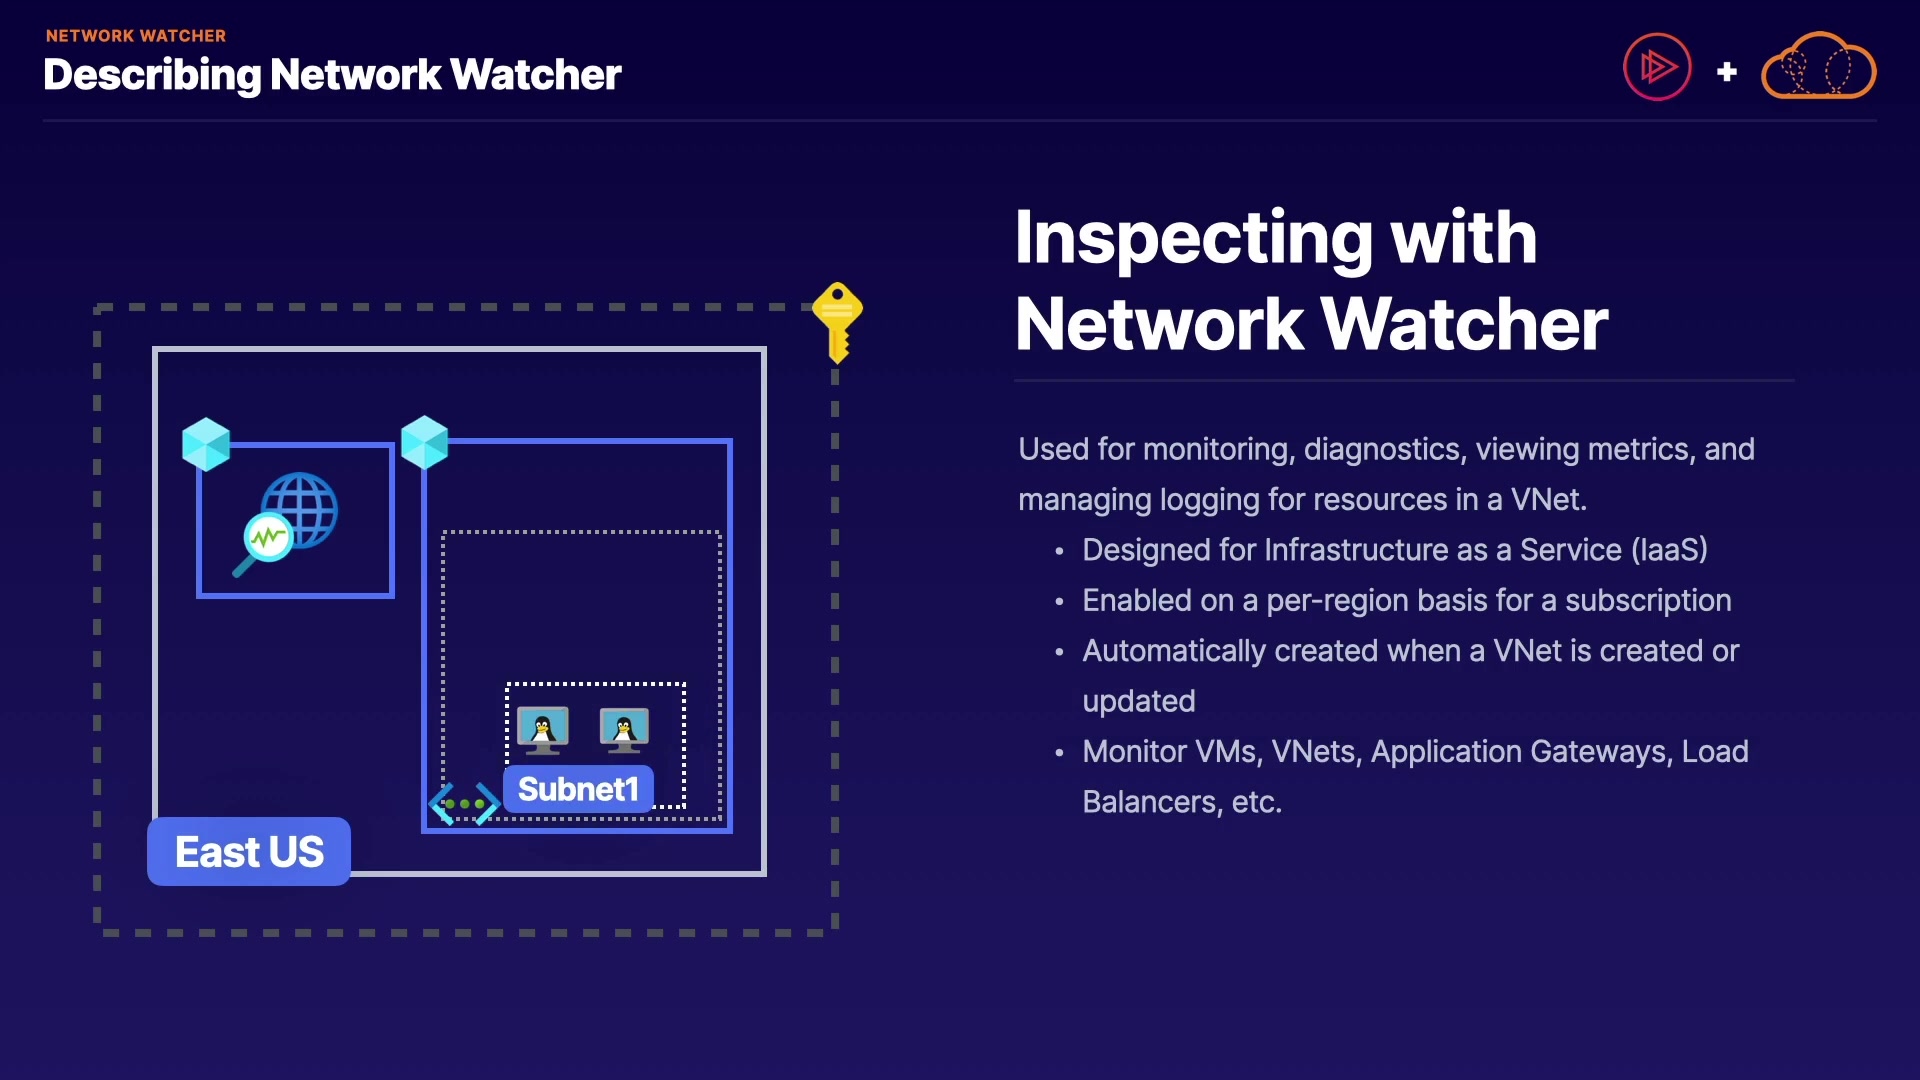 NETWORK WATCHER
Describing Network Watcher
Inspecting with
Network Watcher
Used for monitoring, diagnostics, viewing metrics, and
managing logging for resources in a VNet.
• Designed for Infrastructure as a Service (IaaS)
• Enabled on a per-region basis for a subscription
• Automatically created when a VNet is created or
updated
• Monitor VMs, VNets, Application Gateways, Load
Balancers, etc.
Subnet1
East US